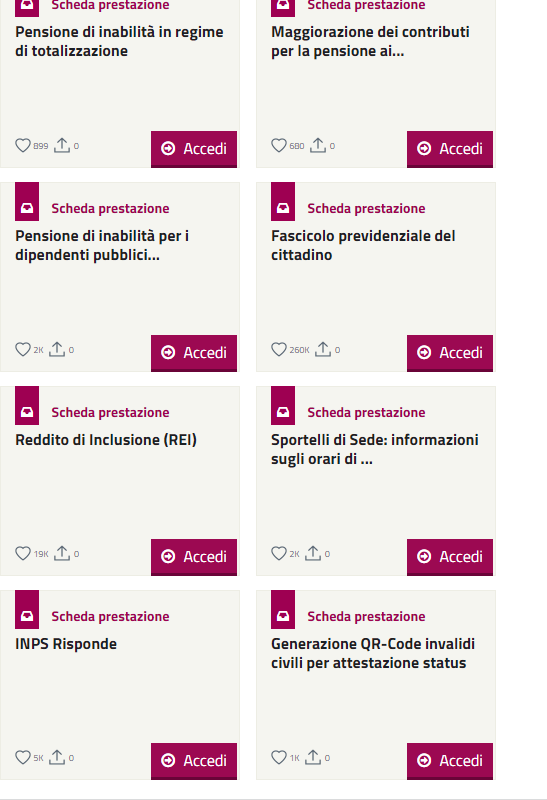 Scheda prestazione
Pensione di inabilità in regime
di totalizzazione
899 0
Accedi
Scheda prestazione
Maggiorazione dei contributi
per la pensione ai...
680 0
Accedi
Scheda prestazione
Pensione di inabilità per i
dipendenti pubblici...
2K 0
Accedi
Scheda prestazione
Fascicolo previdenziale del
cittadino
260K 0
Accedi
Scheda prestazione
Reddito di Inclusione (REI)
19K 0
Accedi
Scheda prestazione
Sportelli di Sede: informazioni
sugli orari di ...
2K 0
Accedi
Scheda prestazione
INPS Risponde
5K 0
Accedi
Scheda prestazione
Generazione QR-Code invalidi
civili per attestazione status
1K 0
Accedi